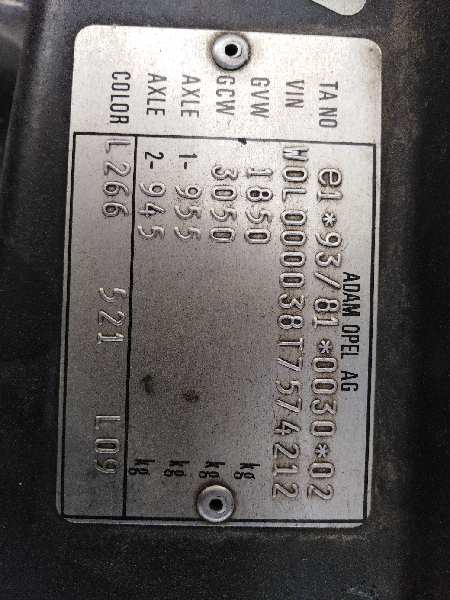 ADAM OPEL AG
TA NO e1*93/81*0030*02
VIN W0L000038T7574212
GVW 1850 kg
GCW 3050 kg
AXLE 1- 955 kg
AXLE 2- 945 kg
COLOR L266 521 L09